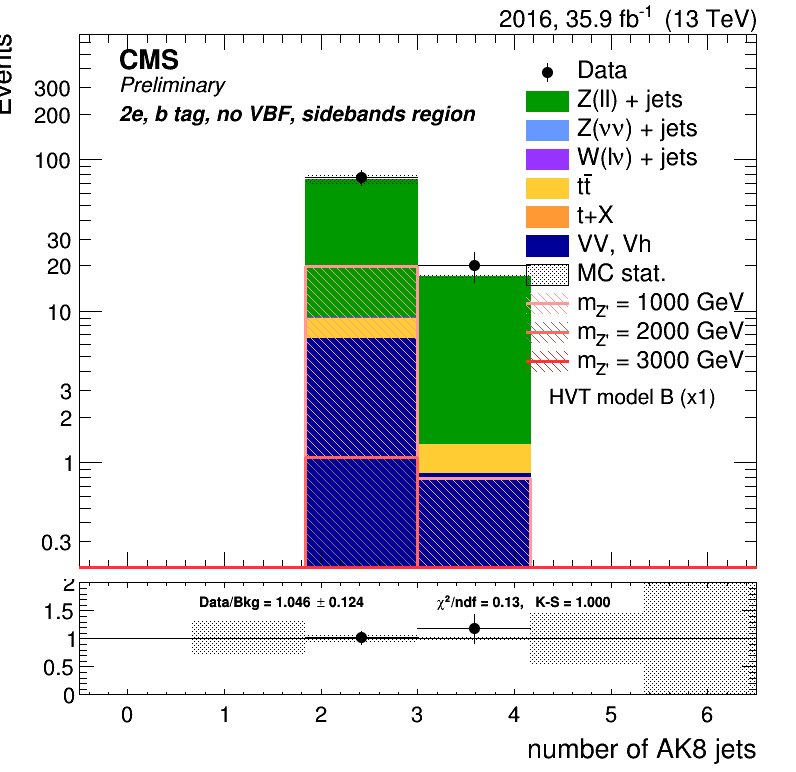 2016, 35.9 fb⁻¹ (13 TeV)
Events
CMS
Preliminary
2e, b tag, no VBF, sidebands region
Data
Z(ll) + jets
Z(νν) + jets
W(lν) + jets
tt̄
t+X
VV, Vh
MC stat.
m_Z' = 1000 GeV
m_Z' = 2000 GeV
m_Z' = 3000 GeV
HVT model B (x1)
300
200
100
30
20
10
3
2
1
0.3
2
1.5
1
0.5
0
Data/Bkg = 1.046 ± 0.124
χ²/ndf = 0.13, K-S = 1.000
0 1 2 3 4 5 6
number of AK8 jets